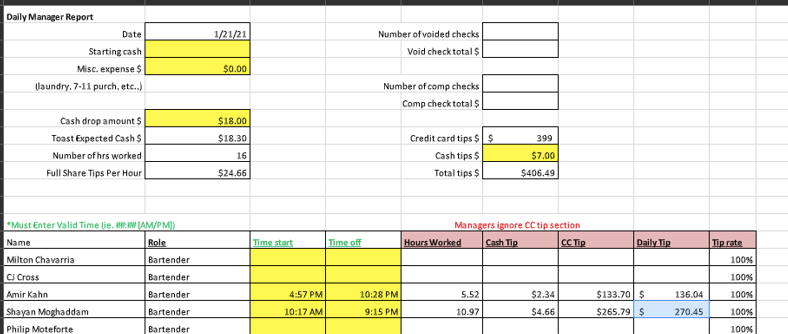 Daily Manager Report
Date 1/21/21 Number of voided checks
Starting cash Void check total $
Misc. expense $ $0.00
(laundry, 7-11 purch, etc.,) Number of comp checks
Comp check total $
Cash drop amount $ $18.00
Toast Expected Cash $ $18.30 Credit card tips $ $ 399
Number of hrs worked 16 Cash tips $ $7.00
Full Share Tips Per Hour $24.66 Total tips $ $406.49
*Must Enter Valid Time (ie. ##:## [AM/PM]) Managers ignore CC tip section
Name Role Time start Time off Hours Worked Cash Tip CC Tip Daily Tip Tip rate
Milton Chavarria Bartender 100%
CJ Cross Bartender 100%
Amir Kahn Bartender 4:57 PM 10:28 PM 5.52 $2.34 $133.70 $ 136.04 100%
Shayan Moghaddam Bartender 10:17 AM 9:15 PM 10.97 $4.66 $265.79 $ 270.45 100%
Philip Moteforte Bartender 100%